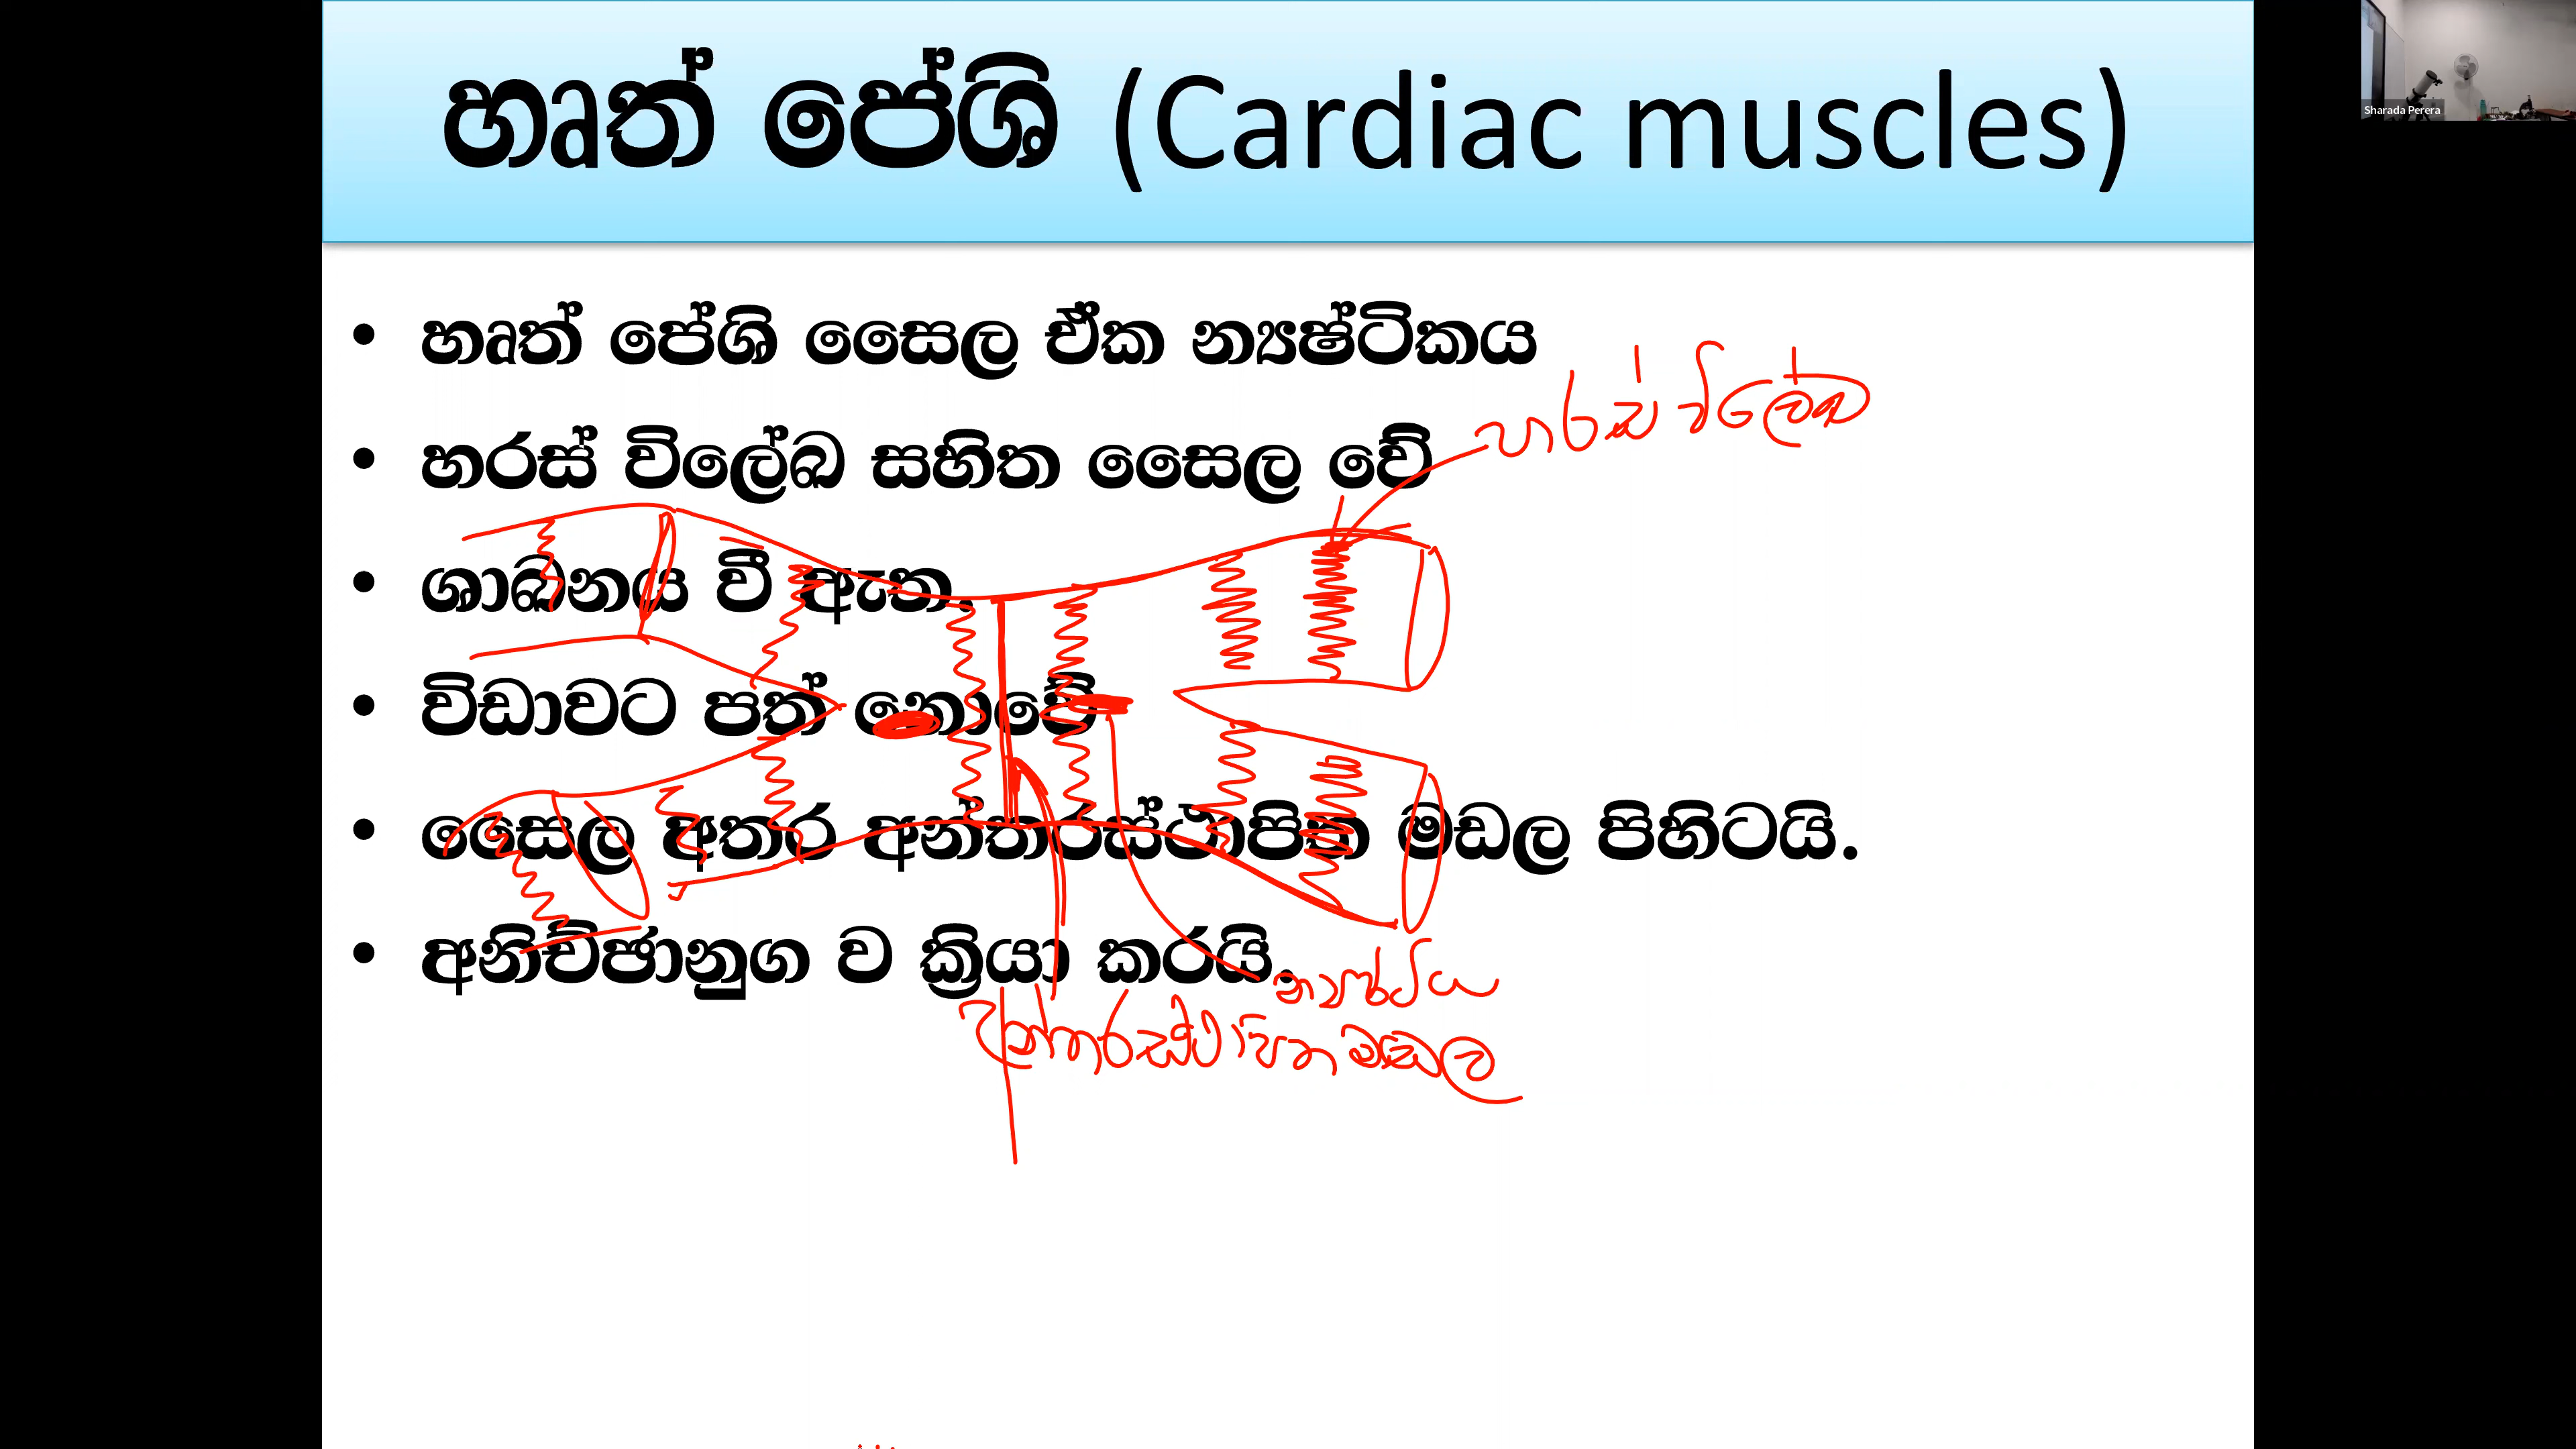 හෘත් පේශි (Cardiac muscles)
Sharada Perera
• හෘත් පේශි සෛල ඒක න්‍යෂ්ටිකය
හරස් විලේඛ
• හරස් විලේඛ සහිත සෛල වේ
• ශාඛනය වී ඇත.
• විඩාවට පත් නොවේ
• සෛල අතර අන්තරස්ථාපිත මඩල පිහිටයි.
• අනිච්ඡානුග ව ක්‍රියා කරයි.
න්‍යෂ්ටිය
අන්තරස්ථාපිත මඩල